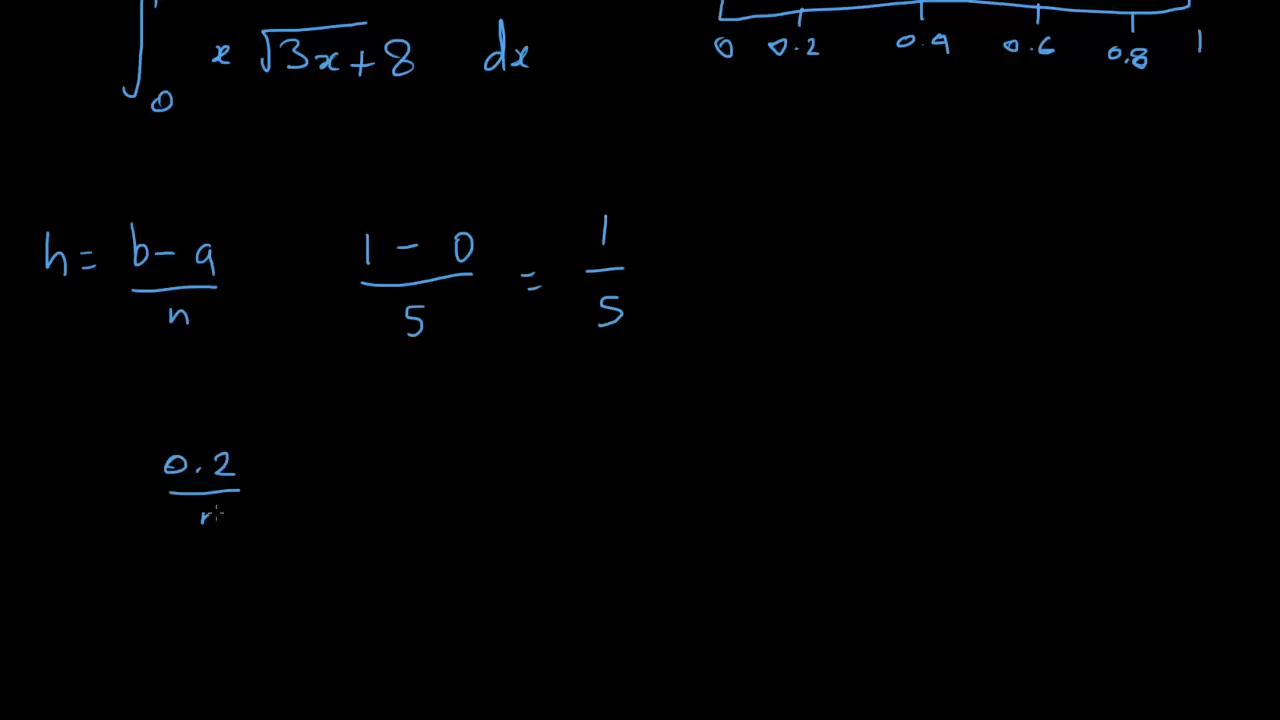 ∫₀ x √3x+8 dx
0 0.2 0.4 0.6 0.8 1
h = b-a/n 1-0/5 = 1/5
0.2